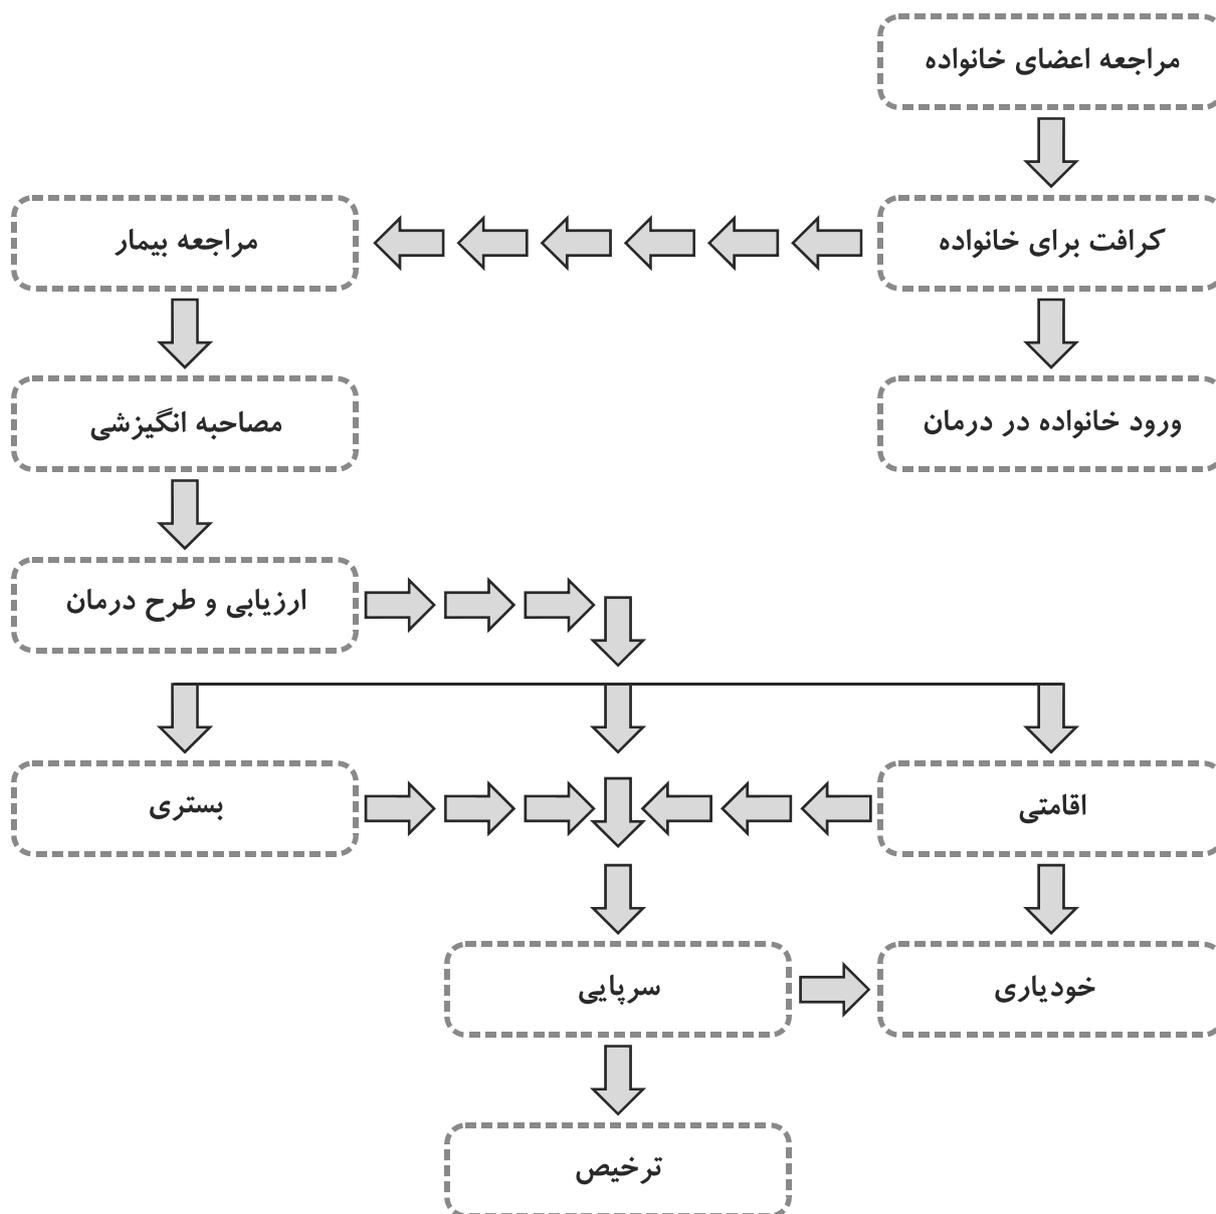 مراجعه اعضای خانواده
کرافت برای خانواده
مراجعه بیمار
ورود خانواده در درمان
مصاحبه انگیزشی
ارزیابی و طرح درمان
اقامتی
بستری
خودیاری
سرپایی
ترخیص